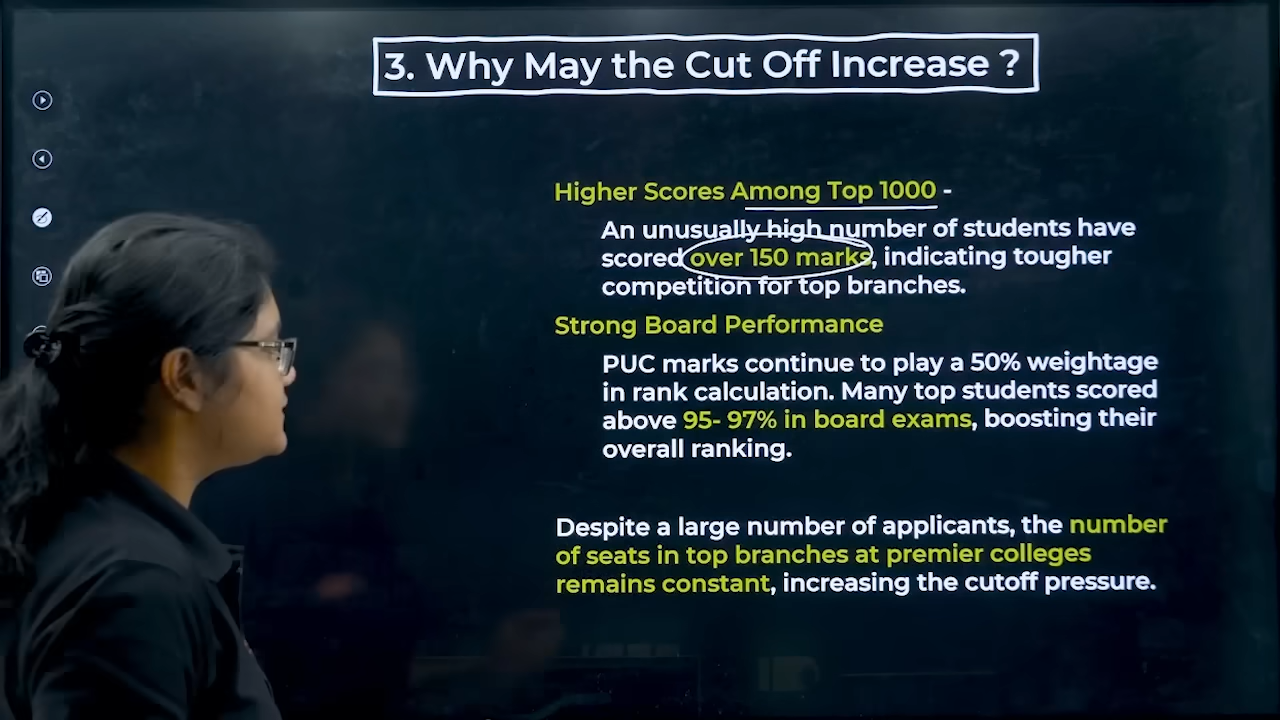 3. Why May the Cut Off Increase ?
Higher Scores Among Top 1000 -
An unusually high number of students have
scored over 150 marks, indicating tougher
competition for top branches.
Strong Board Performance
PUC marks continue to play a 50% weightage
in rank calculation. Many top students scored
above 95- 97% in board exams, boosting their
overall ranking.
Despite a large number of applicants, the number
of seats in top branches at premier colleges
remains constant, increasing the cutoff pressure.